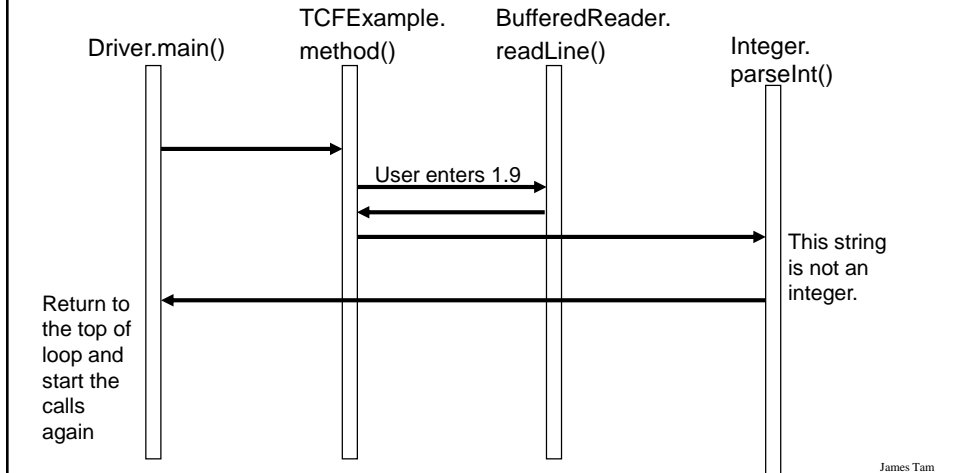 TCFExample.
method()
BufferedReader.
readLine()
Driver.main()
Integer.
parseInt()
User enters 1.9
This string
is not an
integer.
Return to
the top of
loop and
start the
calls
again
James Tam